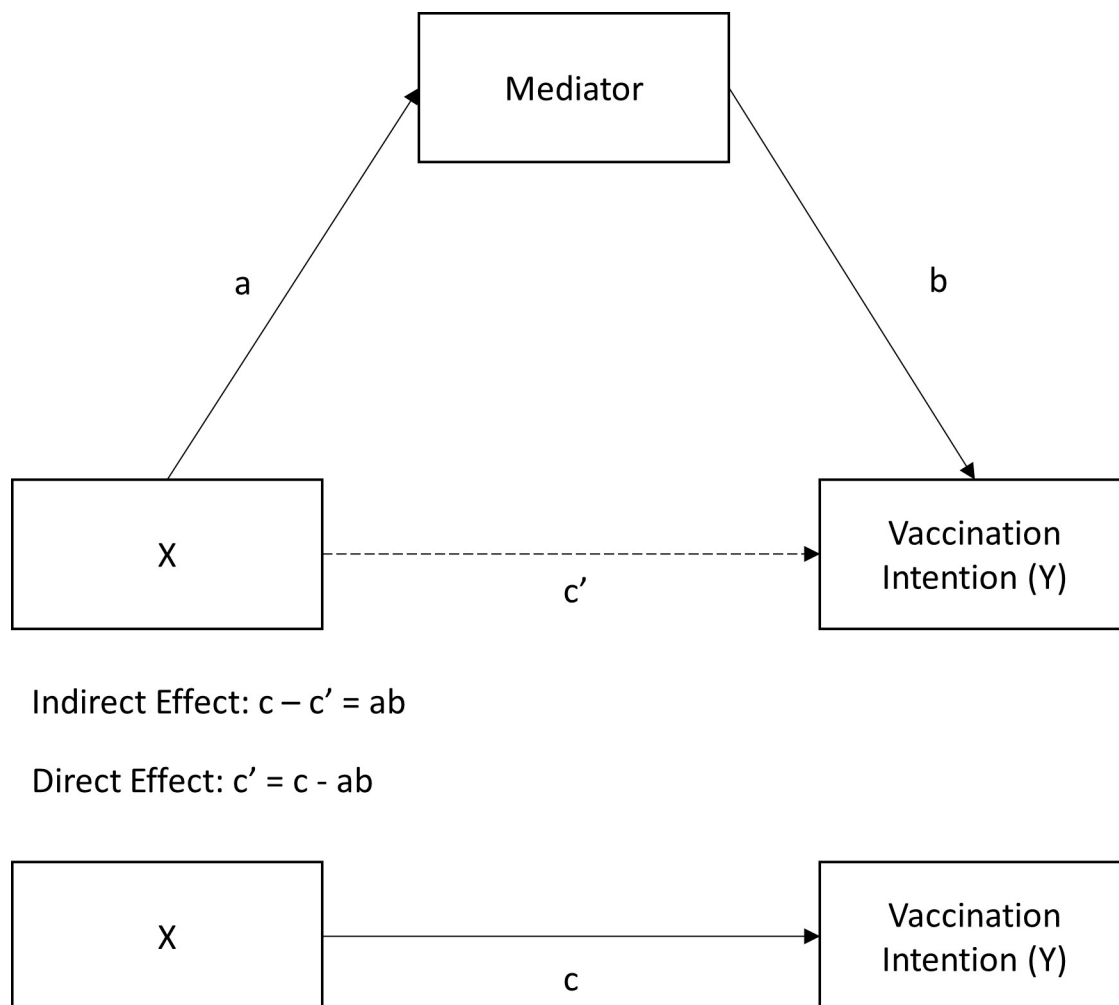 Mediator
a
b
X
c’
Vaccination
Intention (Y)
Indirect Effect: c – c’ = ab
Direct Effect: c’ = c - ab
X
c
Vaccination
Intention (Y)